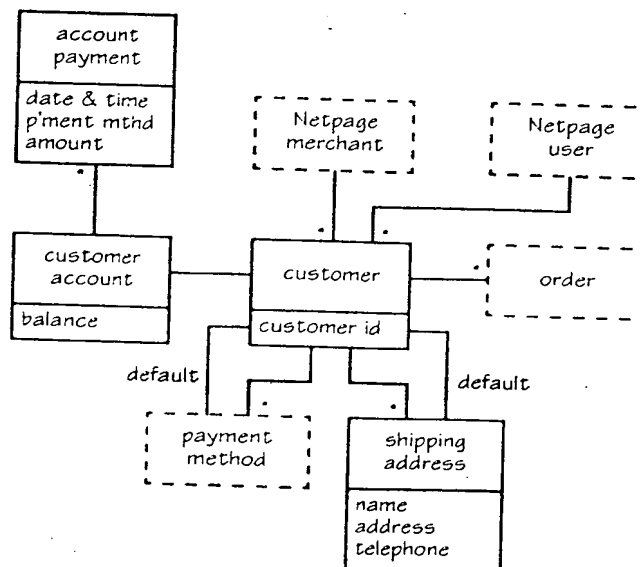 account
payment
date & time
p'ment mthd
amount
Netpage
merchant
Netpage
user
customer
account
balance
customer
customer id
order
default
default
payment
method
shipping
address
name
address
telephone